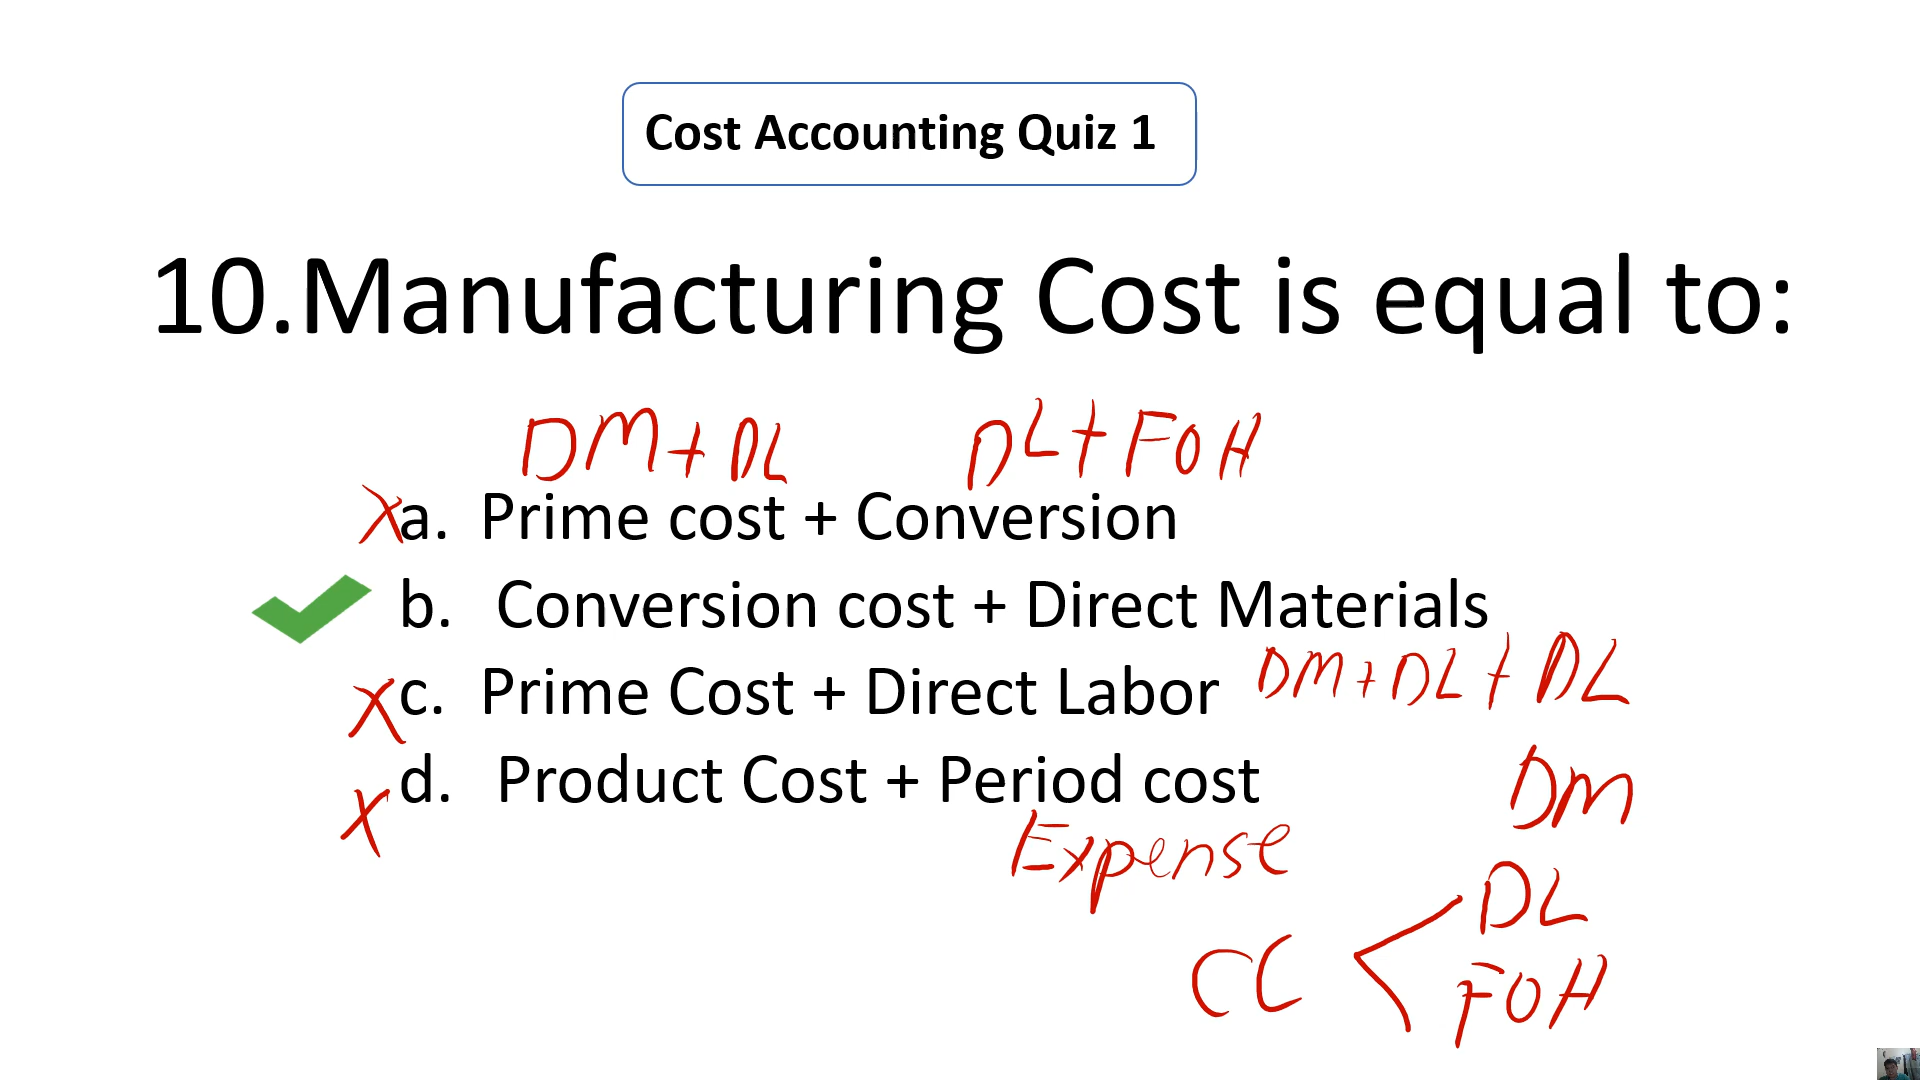 Cost Accounting Quiz 1
10.Manufacturing Cost is equal to:
DM+DL DL+FOH
X a. Prime cost + Conversion
b. Conversion cost + Direct Materials
X c. Prime Cost + Direct Labor DM+DL+DL
X d. Product Cost + Period cost
DM
Expense
DL
CC <
FOH